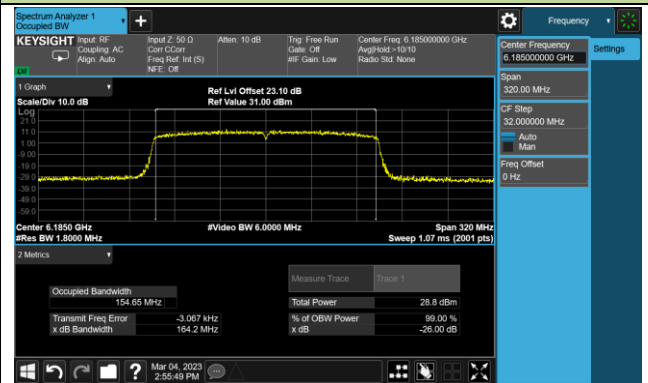 Spectrum Analyzer 1
Occupied BW
Frequency
KEYSIGHT Input: RF
Coupling: AC
Align: Auto
Input Z: 50 Ω
Corr CCorr
Freq Ref: Int (S)
NFE: Off
Atten: 10 dB
Trig: Free Run
Gate: Off
#IF Gain: Low
Center Freq: 6.185000000 GHz
Avg|Hold:>10/10
Radio Std: None
LXI
1 Graph
Scale/Div 10.0 dB
Ref Lvl Offset 23.10 dB
Ref Value 31.00 dBm
Log
21.0
11.0
1.00
-9.00
-19.0
-29.0
-39.0
-49.0
-59.0
Center 6.1850 GHz
#Res BW 1.8000 MHz
#Video BW 6.0000 MHz
Span 320 MHz
Sweep 1.07 ms (2001 pts)
2 Metrics
Measure Trace Trace 1
Occupied Bandwidth
154.65 MHz
Total Power 28.8 dBm
Transmit Freq Error -3.067 kHz
% of OBW Power 99.00 %
x dB Bandwidth 164.2 MHz
x dB -26.00 dB
Mar 04, 2023
2:55:49 PM
Center Frequency
6.185000000 GHz
Settings
Span
320.00 MHz
CF Step
32.000000 MHz
Auto
Man
Freq Offset
0 Hz